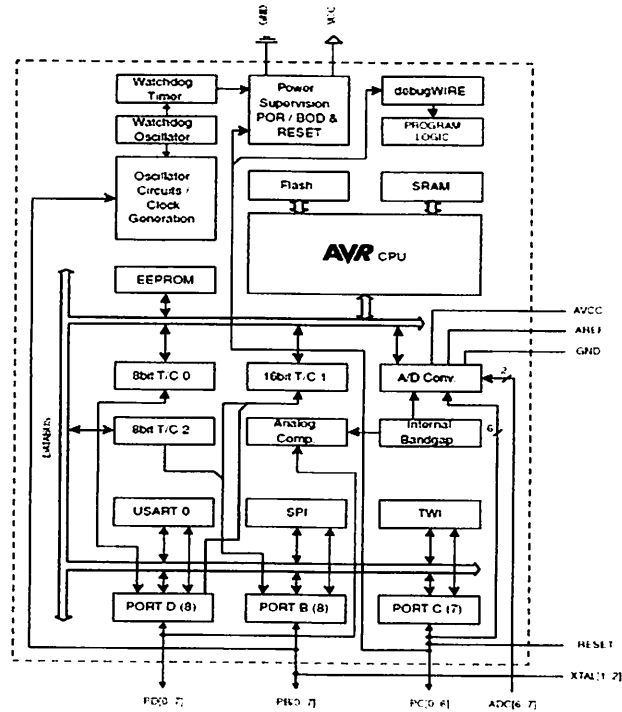 GND
VCC
Watchdog
Timer
Power
Supervision
POR / BOD &
RESET
debugWIRE
Watchdog
Oscillator
PROGRAM
LOGIC
Oscillator
Circuits /
Clock
Generation
Flash
SRAM
AVR CPU
EEPROM
AVCC
AREF
GND
8bit T/C 0
16bit T/C 1
A/D Conv.
2
DATABUS
8bit T/C 2
Analog
Comp.
Internal
Bandgap
6
USART 0
SPI
TWI
PORT D (8)
PORT B (8)
PORT C (7)
RESET
XTAL[1..2]
PD[0..7]
PB[0..7]
PC[0..6]
ADC[6..7]